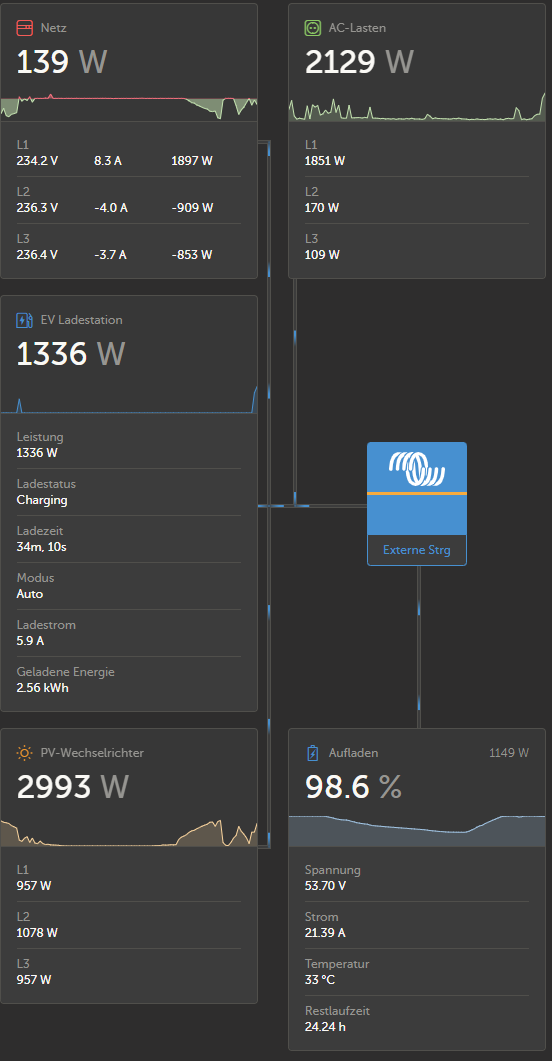 Netz
139 W
L1
234.2 V 8.3 A 1897 W
L2
236.3 V -4.0 A -909 W
L3
236.4 V -3.7 A -853 W
AC-Lasten
2129 W
L1
1851 W
L2
170 W
L3
109 W
EV Ladestation
1336 W
Leistung
1336 W
Ladestatus
Charging
Ladezeit
34m, 10s
Modus
Auto
Ladestrom
5.9 A
Geladene Energie
2.56 kWh
Externe Strg
PV-Wechselrichter
2993 W
L1
957 W
L2
1078 W
L3
957 W
Aufladen 1149 W
98.6 %
Spannung
53.70 V
Strom
21.39 A
Temperatur
33 °C
Restlaufzeit
24.24 h